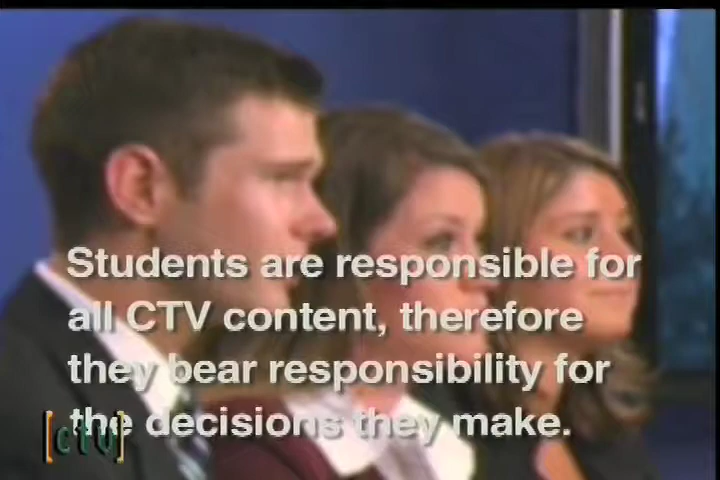 Students are responsible for
all CTV content, therefore
they bear responsibility for
the decisions they make.
[ctv]